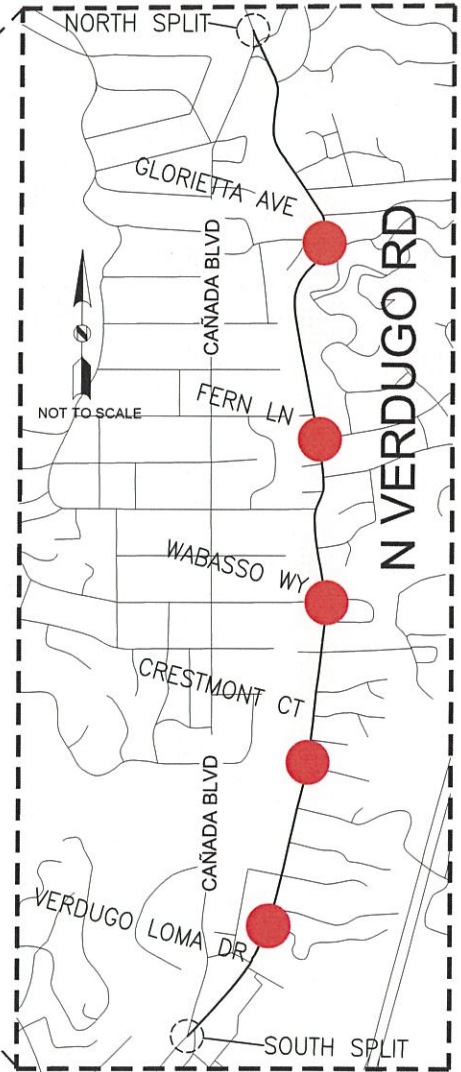 NORTH SPLIT
GLORIETTA AVE
CAÑADA BLVD
N VERDUGO RD
NOT TO SCALE
FERN LN
WABASSO WY
CRESTMONT CT
CAÑADA BLVD
VERDUGO LOMA DR
SOUTH SPLIT